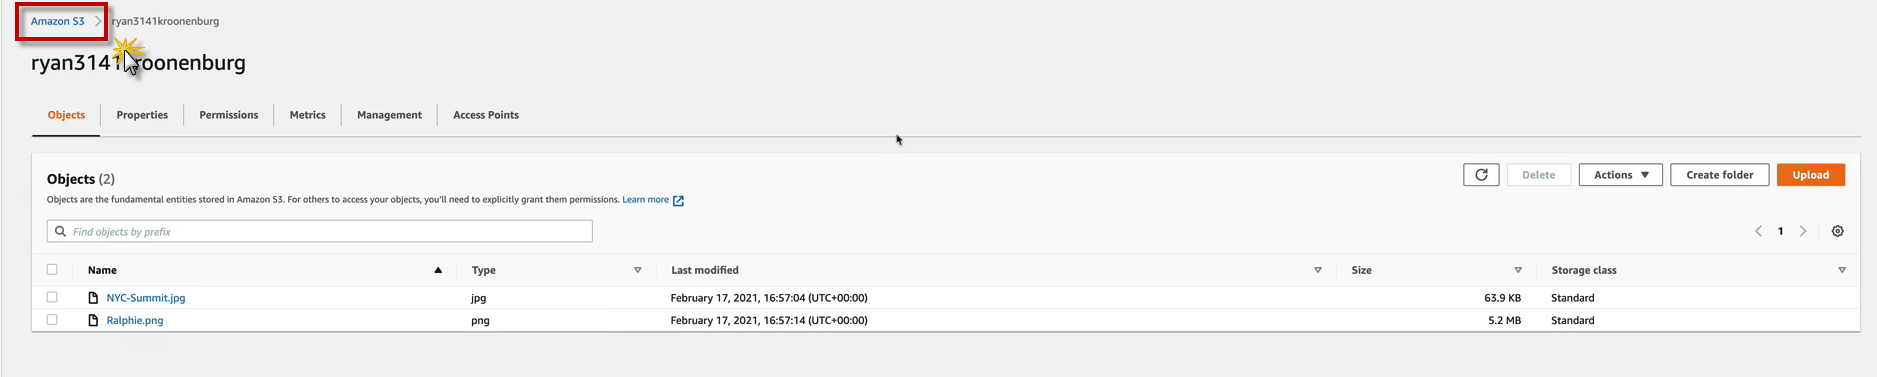 Amazon S3 > ryan3141kroonenburg
ryan3141kroonenburg
Objects Properties Permissions Metrics Management Access Points
Objects (2)
Delete Actions Create folder Upload
Objects are the fundamental entities stored in Amazon S3. For others to access your objects, you'll need to explicitly grant them permissions. Learn more
Find objects by prefix
1
Name Type Last modified Size Storage class
NYC-Summit.jpg jpg February 17, 2021, 16:57:04 (UTC+00:00) 63.9 KB Standard
Ralphie.png png February 17, 2021, 16:57:14 (UTC+00:00) 5.2 MB Standard